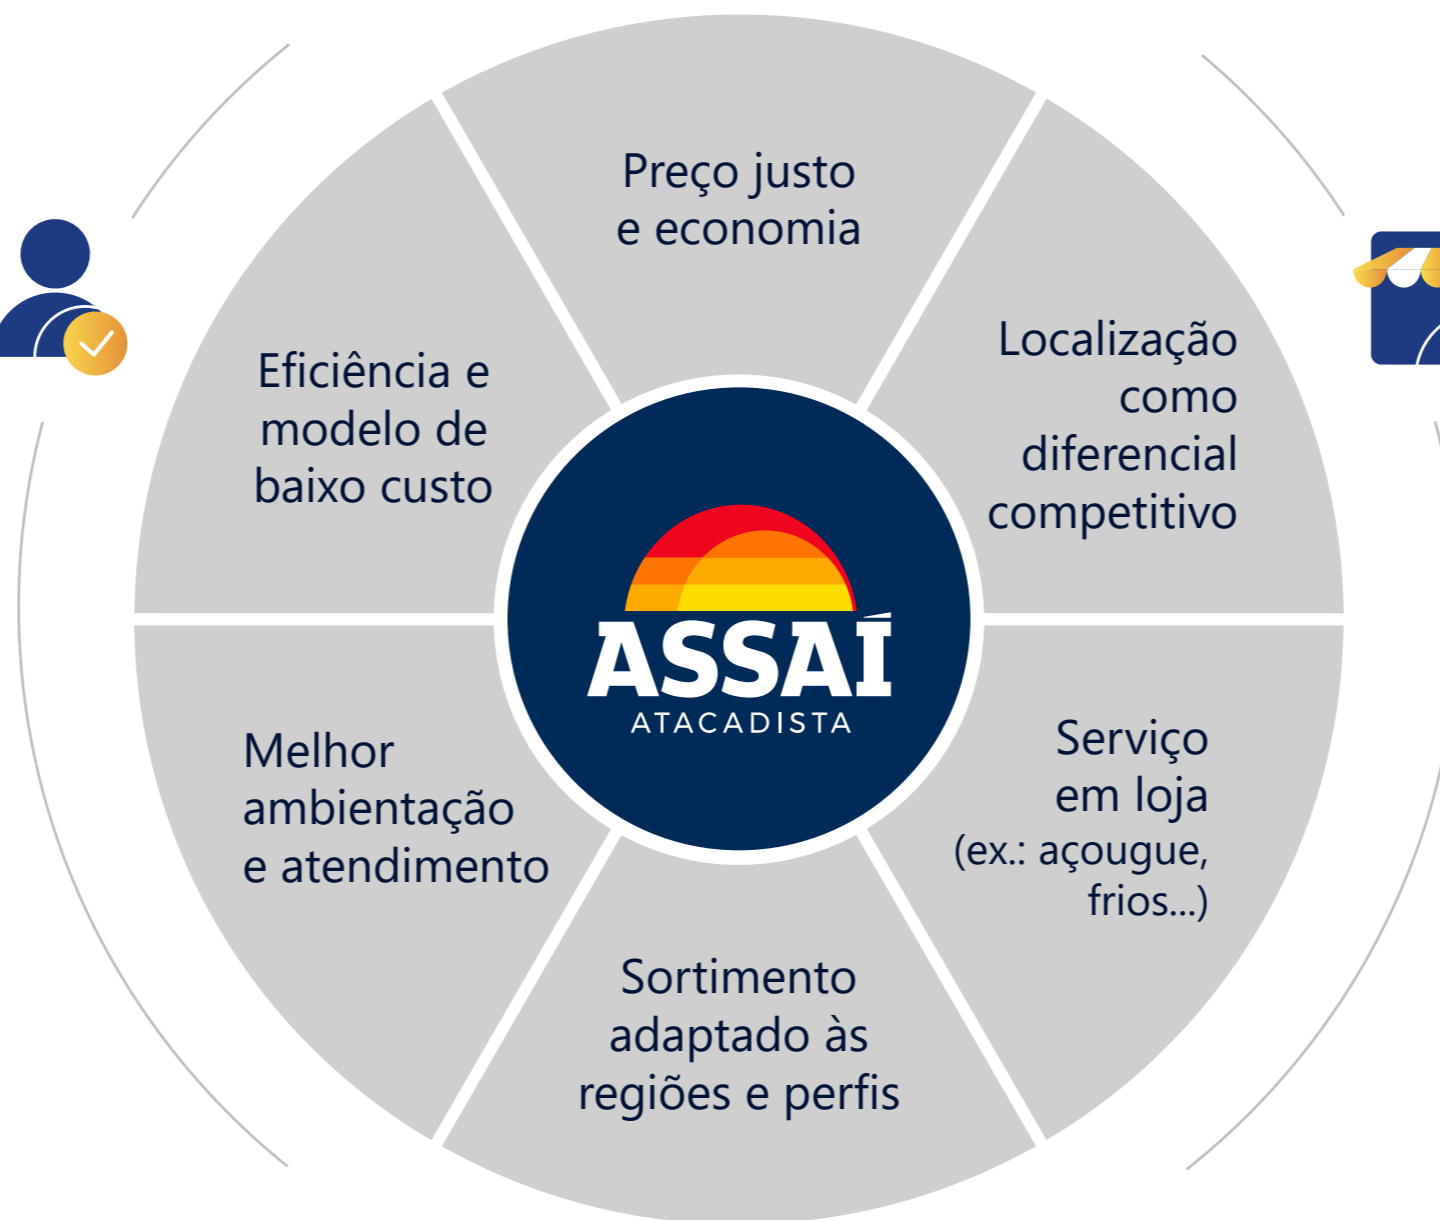 Preço justo
e economia
Localização
como
diferencial
competitivo
Serviço
em loja
(ex.: açougue,
frios...)
Sortimento
adaptado às
regiões e perfis
Melhor
ambientação
e atendimento
Eficiência e
modelo de
baixo custo
ASSAÍ
ATACADISTA